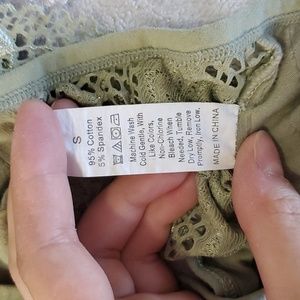 S
95% Cotton
5% Spandex
Machine Wash
Cold Gentle, With
Like Colors,
Non-Chlorine
Bleach When
Needed, Tumble
Dry Low, Remove
Promptly, Iron Low.
MADE IN CHINA